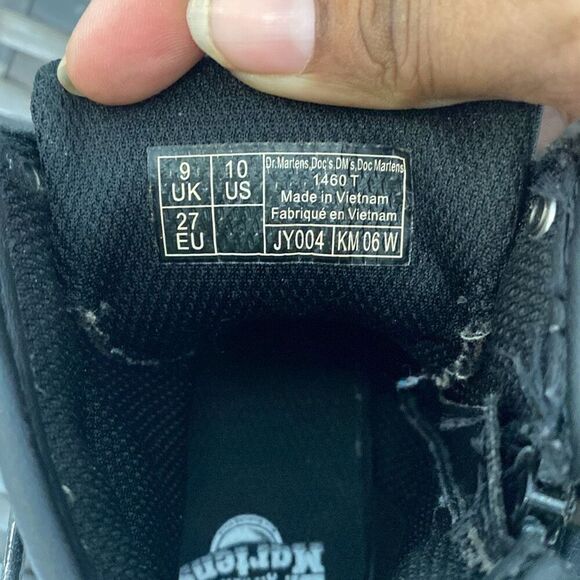 9 UK
10 US
27 EU
Dr.Martens,Doc's,DM's,Doc Martens
1460 T
Made in Vietnam
Fabriqué en Vietnam
JY004
KM 06 W
Martens